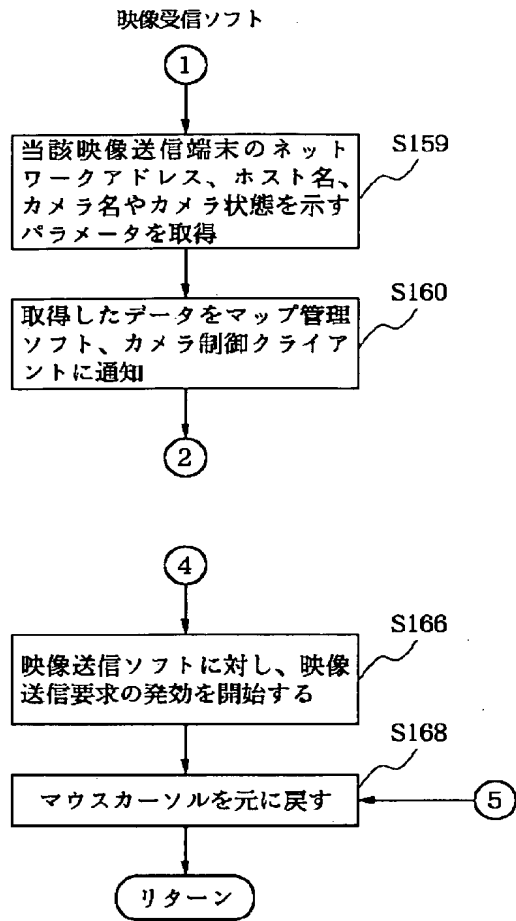 映像受信ソフト
1
当該映像送信端末のネット
ワークアドレス、ホスト名、
カメラ名やカメラ状態を示す
パラメータを取得
S159
取得したデータをマップ管理
ソフト、カメラ制御クライア
ントに通知
S160
2
4
映像送信ソフトに対し、映像
送信要求の発効を開始する
S166
マウスカーソルを元に戻す
S168
5
リターン